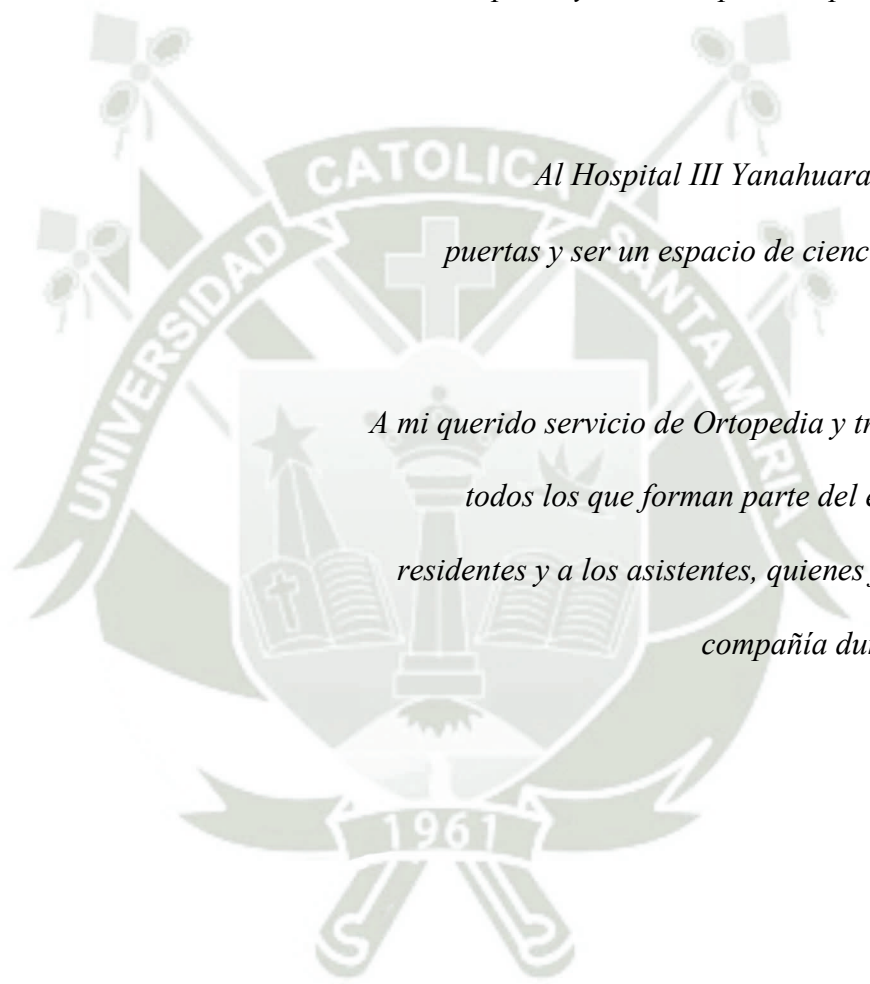 Al Hospital III Yanahuara
puertas y ser un espacio de cienc
A mi querido servicio de Ortopedia y tr
todos los que forman parte del e
residentes y a los asistentes, quienes
compañía du
UNIVERSIDAD CATOLICA SANTA MARIA
1961